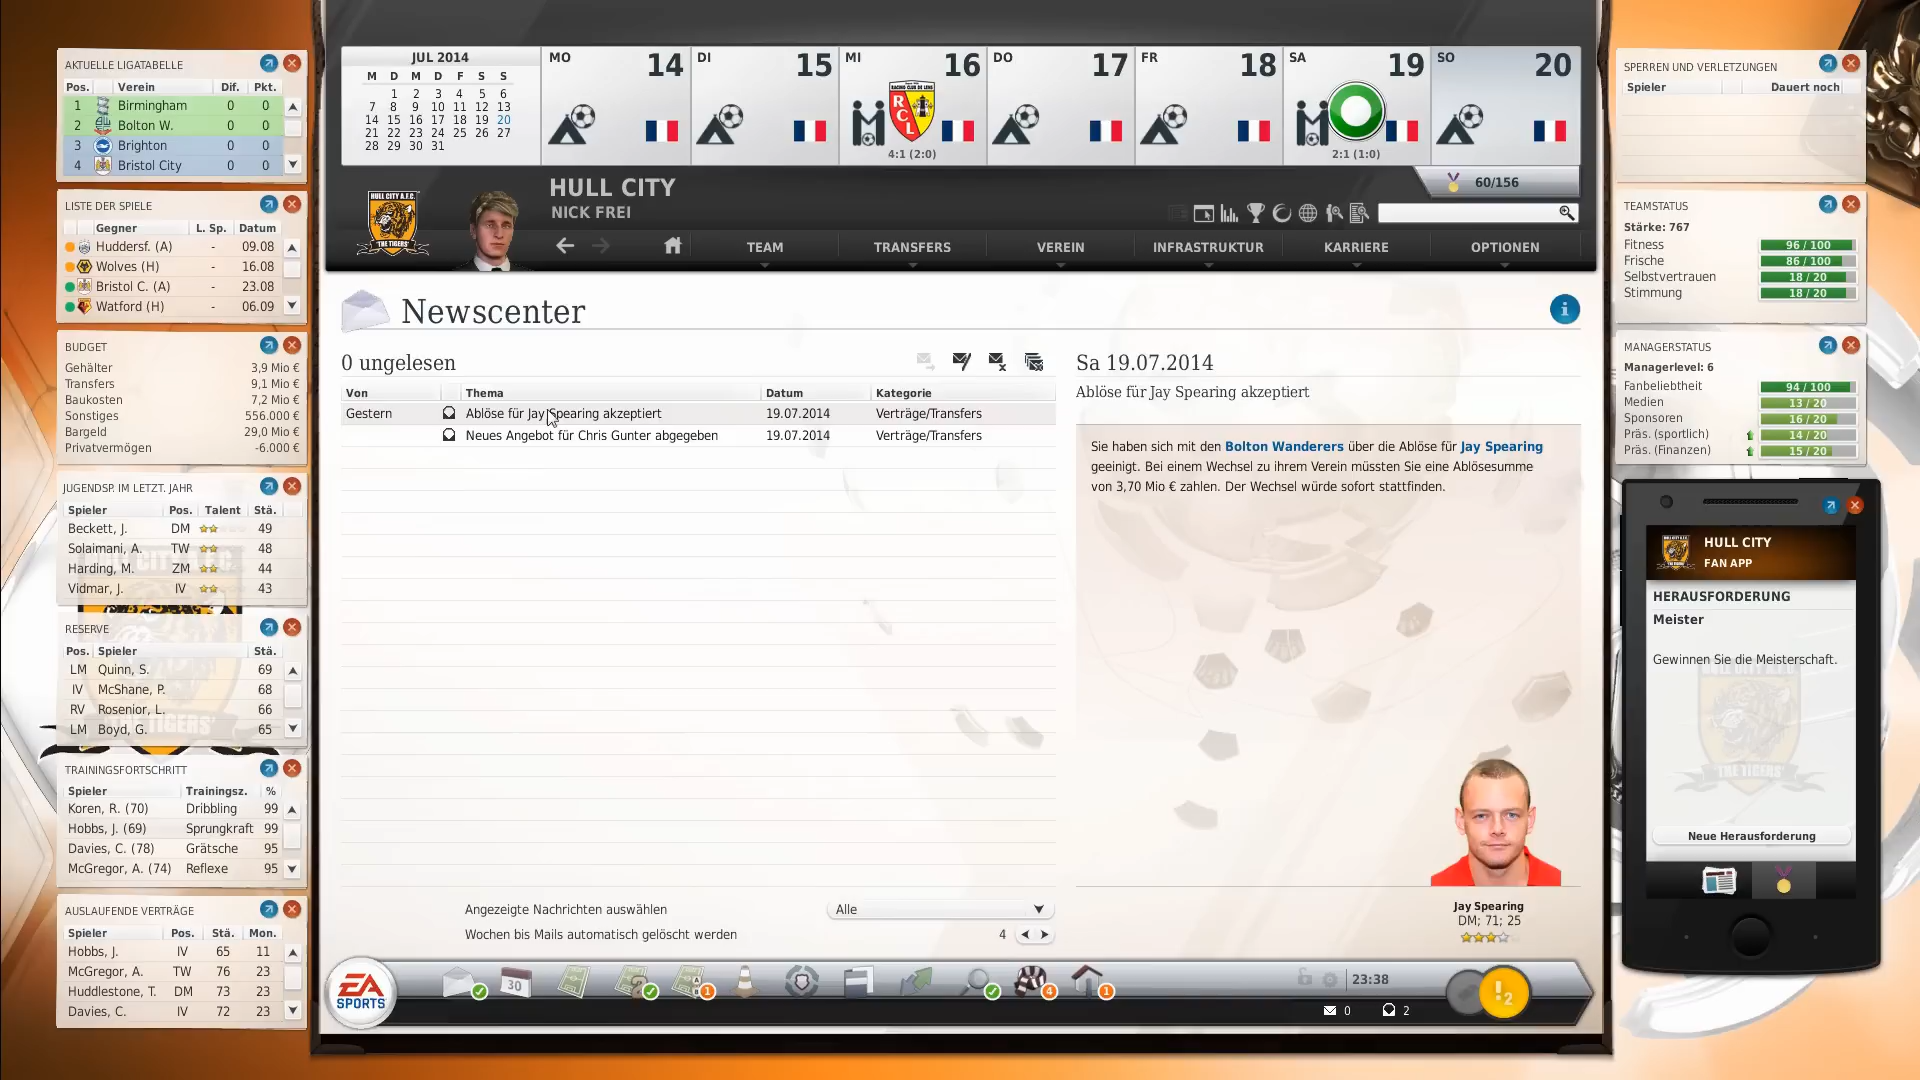 AKTUELLE LIGATABELLE
Pos. Verein Dif. Pkt.
1 Birmingham 0 0
2 Bolton W. 0 0
3 Brighton 0 0
4 Bristol City 0 0
LISTE DER SPIELE
Gegner L. Sp. Datum
Huddersf. (A) - 09.08
Wolves (H) - 16.08
Bristol C. (A) - 23.08
Watford (H) - 06.09
BUDGET
Gehälter 3,9 Mio €
Transfers 9,1 Mio €
Baukosten 7,2 Mio €
Sonstiges 556.000 €
Bargeld 29,0 Mio €
Privatvermögen -6.000 €
JUGENDSP. IM LETZT. JAHR
Spieler Pos. Talent Stä.
Beckett, J. DM 49
Solaimani, A. TW 48
Harding, M. ZM 44
Vidmar, J. IV 43
RESERVE
Pos. Spieler Stä.
LM Quinn, S. 69
IV McShane, P. 68
RV Rosenior, L. 66
LM Boyd, G. 65
TRAININGSFORTSCHRITT
Spieler Trainingsz. %
Koren, R. (70) Dribbling 99
Hobbs, J. (69) Sprungkraft 99
Davies, C. (78) Grätsche 95
McGregor, A. (74) Reflexe 95
AUSLAUFENDE VERTRÄGE
Spieler Pos. Stä. Mon.
Hobbs, J. IV 65 11
McGregor, A. TW 76 23
Huddlestone, T. DM 73 23
Davies, C. IV 72 23
JUL 2014
M D M D F S S
1 2 3 4 5 6
7 8 9 10 11 12 13
14 15 16 17 18 19 20
21 22 23 24 25 26 27
28 29 30 31
MO 14
DI 15
MI 16
RCL
4:1 (2:0)
DO 17
FR 18
SA 19
2:1 (1:0)
SO 20
HULL CITY
NICK FREI
HULL CITY A.F.C.
'THE TIGERS'
60/156
TEAM TRANSFERS VEREIN INFRASTRUKTUR KARRIERE OPTIONEN
Newscenter
i
0 ungelesen
Von Thema Datum Kategorie
Gestern Ablöse für Jay Spearing akzeptiert 19.07.2014 Verträge/Transfers
Neues Angebot für Chris Gunter abgegeben 19.07.2014 Verträge/Transfers
Sa 19.07.2014
Ablöse für Jay Spearing akzeptiert
Sie haben sich mit den Bolton Wanderers über die Ablöse für Jay Spearing
geeinigt. Bei einem Wechsel zu ihrem Verein müssten Sie eine Ablösesumme
von 3,70 Mio € zahlen. Der Wechsel würde sofort stattfinden.
Jay Spearing
DM; 71; 25
Angezeigte Nachrichten auswählen Alle
Wochen bis Mails automatisch gelöscht werden 4
EA
SPORTS
30
1
4
1
23:38
0 2
!2
SPERREN UND VERLETZUNGEN
Spieler Dauert noch
TEAMSTATUS
Stärke: 767
Fitness 96 / 100
Frische 86 / 100
Selbstvertrauen 18 / 20
Stimmung 18 / 20
MANAGERSTATUS
Managerlevel: 6
Fanbeliebtheit 94 / 100
Medien 13 / 20
Sponsoren 16 / 20
Präs. (sportlich) 14 / 20
Präs. (Finanzen) 15 / 20
HULL CITY
FAN APP
HERAUSFORDERUNG
Meister
Gewinnen Sie die Meisterschaft.
'THE TIGERS'
Neue Herausforderung